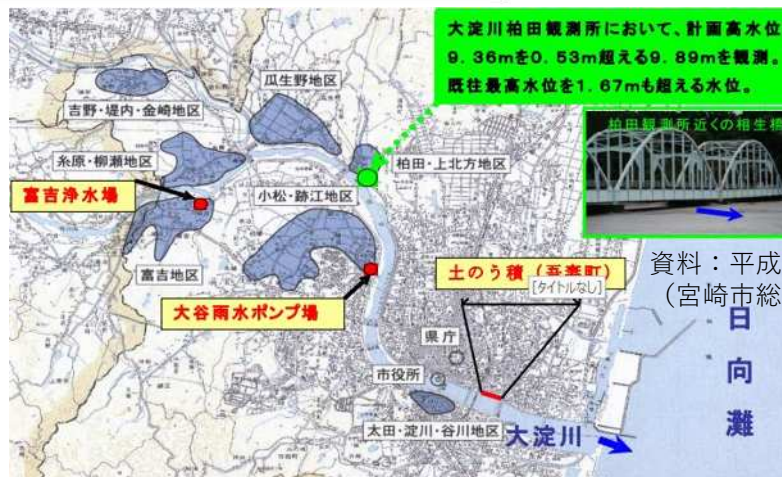 大淀川柏田観測所において、計画高水位
9.36mを0.53m超える9.89mを観測。
既往最高水位を1.67mも超える水位。
柏田観測所近くの相生橋
瓜生野地区
吉野・堤内・金崎地区
糸原・柳瀬地区
柏田・上北方地区
富吉浄水場
小松・跡江地区
富吉地区
土のう積(吾妻町)
[タイトルなし]
資料:平成
(宮崎市総
大谷雨水ポンプ場
県庁
市役所
太田・淀川・谷川地区
大淀川
日向灘